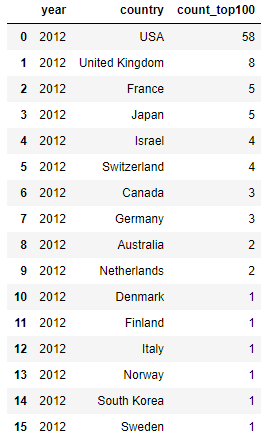 year country count_top100
0 2012 USA 58
1 2012 United Kingdom 8
2 2012 France 5
3 2012 Japan 5
4 2012 Israel 4
5 2012 Switzerland 4
6 2012 Canada 3
7 2012 Germany 3
8 2012 Australia 2
9 2012 Netherlands 2
10 2012 Denmark 1
11 2012 Finland 1
12 2012 Italy 1
13 2012 Norway 1
14 2012 South Korea 1
15 2012 Sweden 1